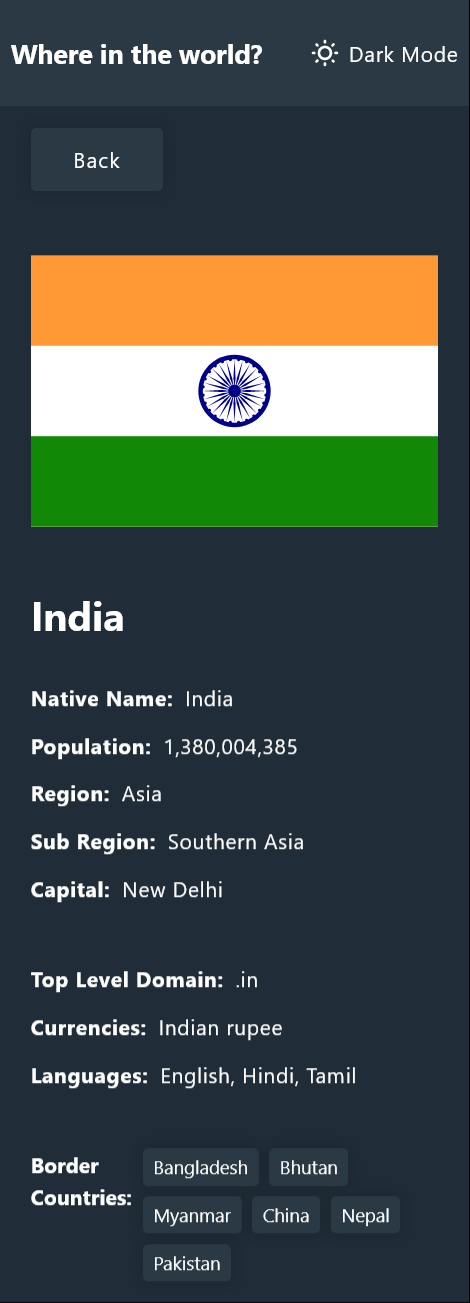 Where in the world? Dark Mode
Back
India
Native Name: India
Population: 1,380,004,385
Region: Asia
Sub Region: Southern Asia
Capital: New Delhi
Top Level Domain: .in
Currencies: Indian rupee
Languages: English, Hindi, Tamil
Border Countries:
Bangladesh Bhutan
Myanmar China Nepal
Pakistan